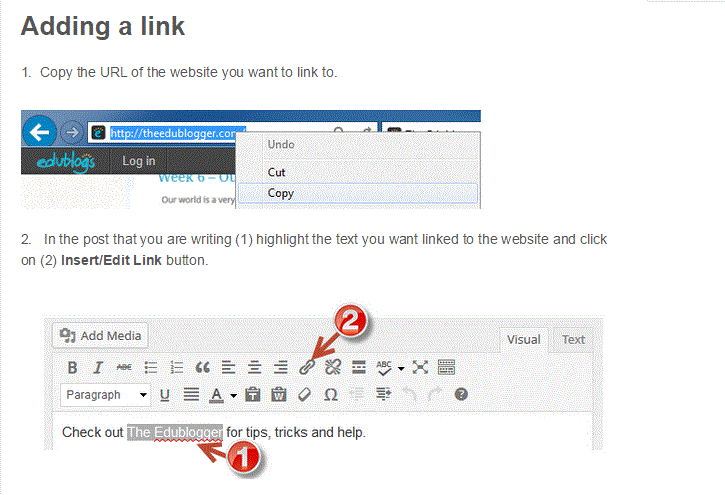 Adding a link
1. Copy the URL of the website you want to link to.
http://theedublogger.com/
Undo
edublogs Log in
Cut
Week 6 – Ou
Copy
Our world is a very
2. In the post that you are writing (1) highlight the text you want linked to the website and click
on (2) Insert/Edit Link button.
2
Add Media
Visual Text
B I ABE ABC
Paragraph U A T W Ω ?
Check out The Edublogger for tips, tricks and help.
1